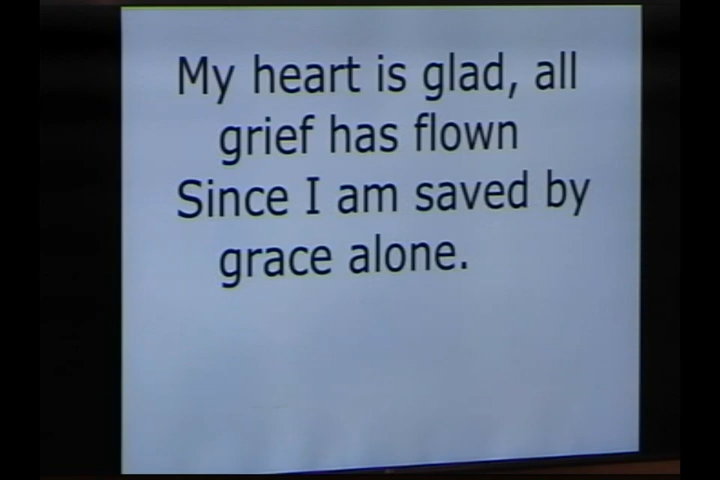 My heart is glad, all
grief has flown
Since I am saved by
grace alone.